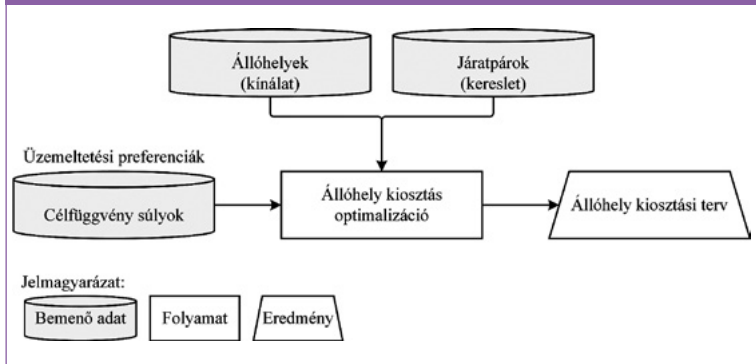 Állóhelyek
(kínálat)
Járatpárok
(kereslet)
Üzemeltetési preferenciák
Célfüggvény súlyok
Állóhely kiosztás
optimalizáció
Állóhely kiosztási terv
Jelmagyarázat:
Bemenő adat
Folyamat
Eredmény